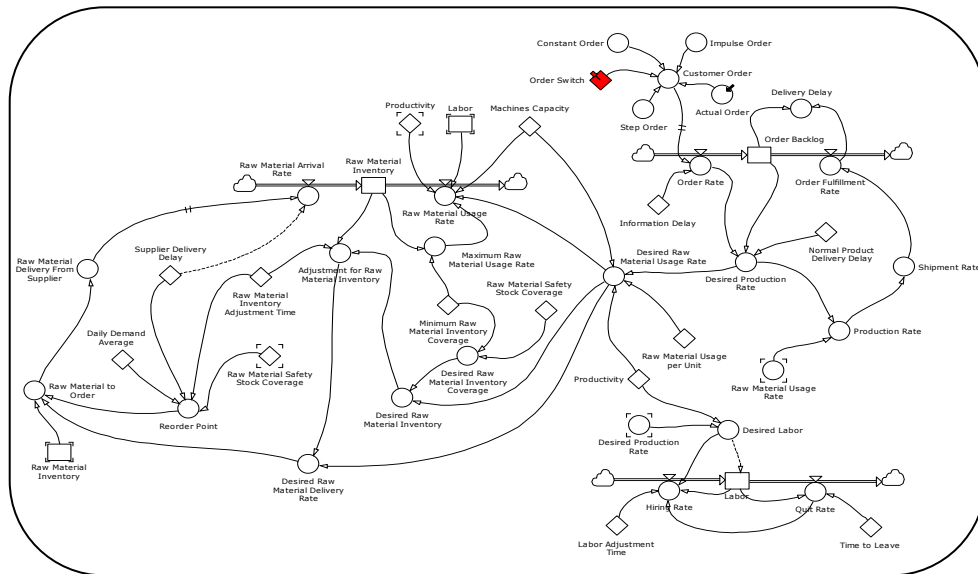 Constant Order
Impulse Order
Order Switch
Customer Order
Step Order
Actual Order
Delivery Delay
Productivity
Labor
Machines Capacity
Order Backlog
Raw Material Arrival
Rate
Raw Material
Inventory
Raw Material Usage
Rate
Order Rate
Order Fulfillment
Rate
Information Delay
Normal Product
Delivery Delay
Raw Material
Delivery From
Supplier
Supplier Delivery
Delay
Raw Material
Inventory
Adjustment Time
Adjustment for Raw
Material Inventory
Maximum Raw
Material Usage Rate
Raw Material Safety
Stock Coverage
Desired Raw
Material Usage Rate
Desired Production
Rate
Shipment Rate
Daily Demand
Average
Raw Material Safety
Stock Coverage
Minimum Raw
Material Inventory
Coverage
Desired Raw
Material Inventory
Coverage
Raw Material Usage
per Unit
Production Rate
Raw Material Usage
Rate
Raw Material to
Order
Reorder Point
Desired Raw
Material Inventory
Productivity
Desired Production
Rate
Desired Labor
Raw Material
Inventory
Desired Raw
Material Delivery
Rate
Hiring Rate
Labor
Quit Rate
Labor Adjustment
Time
Time to Leave